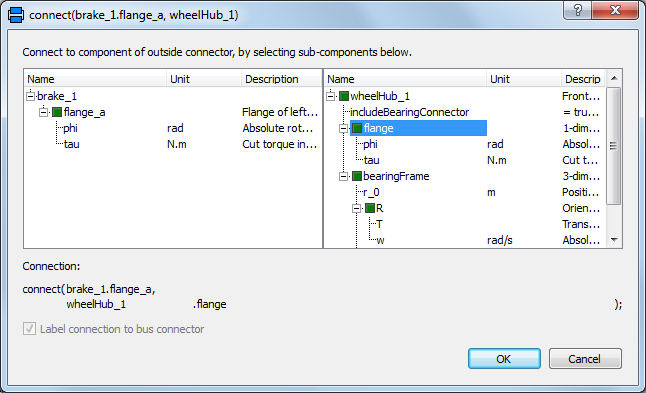 connect(brake_1.flange_a, wheelHub_1)
Connect to component of outside connector, by selecting sub-components below.
Name Unit Description Name Unit Descrip
brake_1 wheelHub_1 Front...
flange_a Flange of left... includeBearingConnector = tru...
phi rad Absolute rot... flange 1-dim...
tau N.m Cut torque in... phi rad Absol...
tau N.m Cut t...
bearingFrame 3-dim...
r_0 m Positi...
R Orien...
T Trans...
w rad/s Absol...
Connection:
connect(brake_1.flange_a,
wheelHub_1 .flange );
Label connection to bus connector
OK Cancel